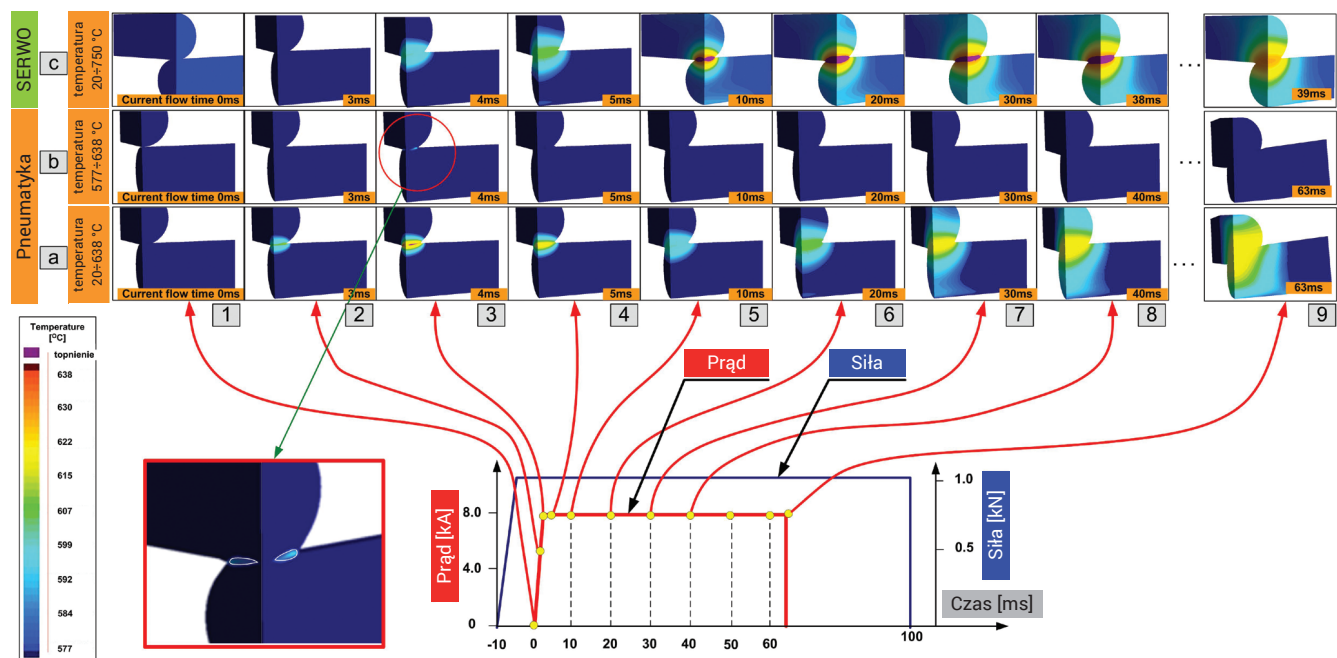 SERWO
c
temperatura
20÷750 °C
Current flow time 0ms
3ms
4ms
5ms
10ms
20ms
30ms
38ms
...
39ms
Pneumatyka
b
temperatura
577÷638 °C
Current flow time 0ms
3ms
4ms
5ms
10ms
20ms
30ms
40ms
...
63ms
a
temperatura
20÷638 °C
Current flow time 0ms
3ms
4ms
5ms
10ms
20ms
30ms
40ms
...
63ms
1
2
3
4
5
6
7
8
9
Temperature
[°C]
topnienie
638
630
622
615
607
599
592
584
577
Prąd
Siła
Prąd [kA]
8.0
4.0
0
1.0
0.5
Siła [kN]
Czas [ms]
-10
0
10
20
30
40
50
60
100